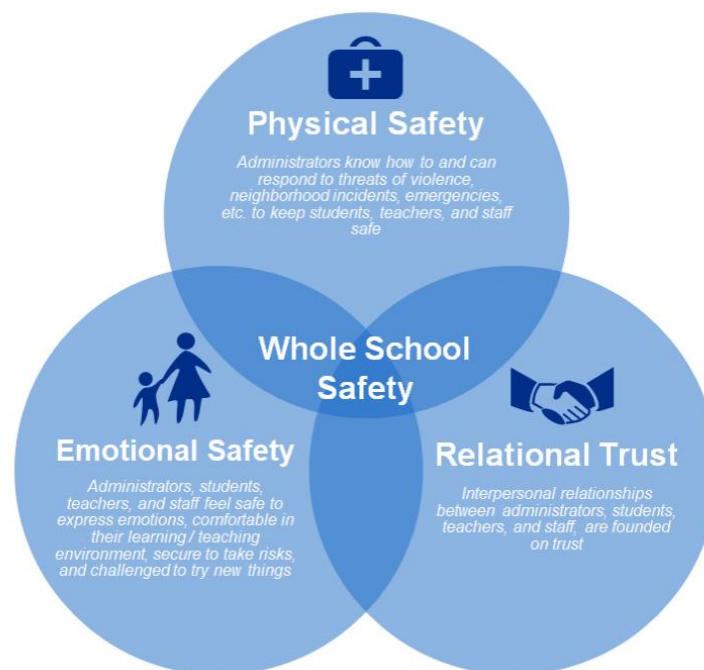 Physical Safety
Administrators know how to and can
respond to threats of violence,
neighborhood incidents, emergencies,
etc. to keep students, teachers, and staff
safe
Whole School
Safety
Emotional Safety
Administrators, students,
teachers, and staff feel safe to
express emotions, comfortable in
their learning / teaching
environment, secure to take risks,
and challenged to try new things
Relational Trust
Interpersonal relationships
between administrators, students,
teachers, and staff, are founded
on trust